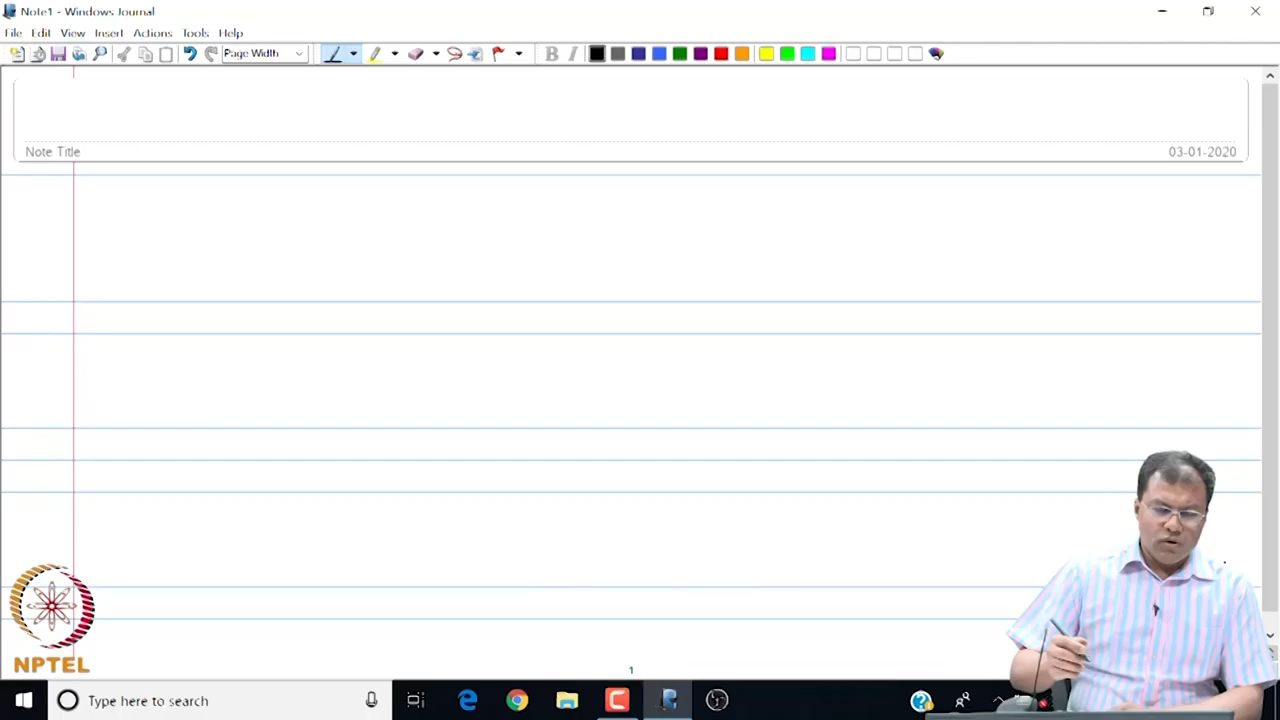 Note1 - Windows Journal
File Edit View Insert Actions Tools Help
Page Width
B I
Note Title
03-01-2020
NPTEL
1
Type here to search